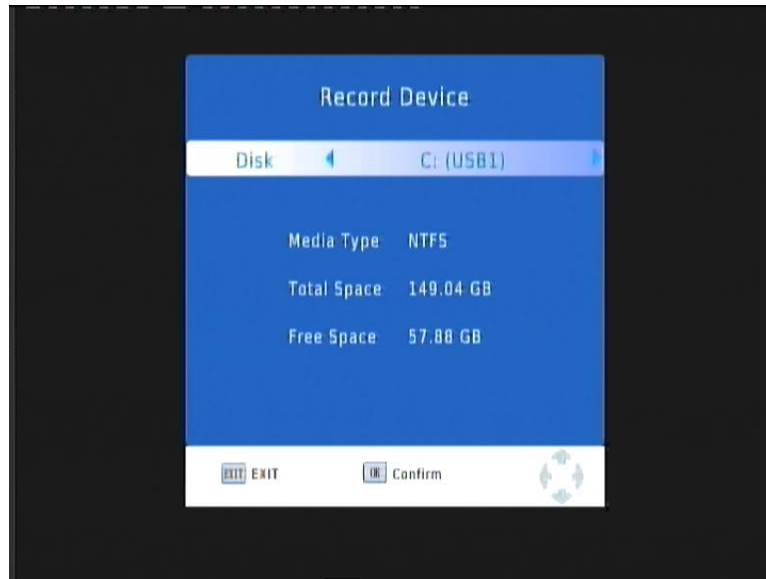 Record Device
Disk C: (USB1)
Media Type NTFS
Total Space 149.04 GB
Free Space 57.88 GB
EXIT EXIT OK Confirm